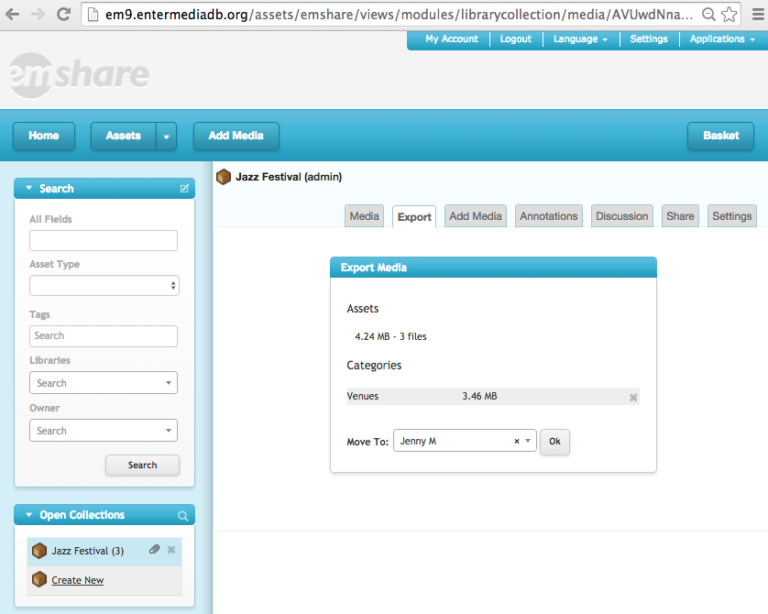 em9.entermediadb.org/assets/emshare/views/modules/librarycollection/media/AVUwdNna...
My Account Logout Language Settings Applications
emshare
Home Assets Add Media Basket
Jazz Festival (admin)
Media Export Add Media Annotations Discussion Share Settings
Search
All Fields
Asset Type
Tags
Search
Libraries
Search
Owner
Search
Search
Export Media
Assets
4.24 MB - 3 files
Categories
Venues 3.46 MB
Move To: Jenny M Ok
Open Collections
Jazz Festival (3)
Create New